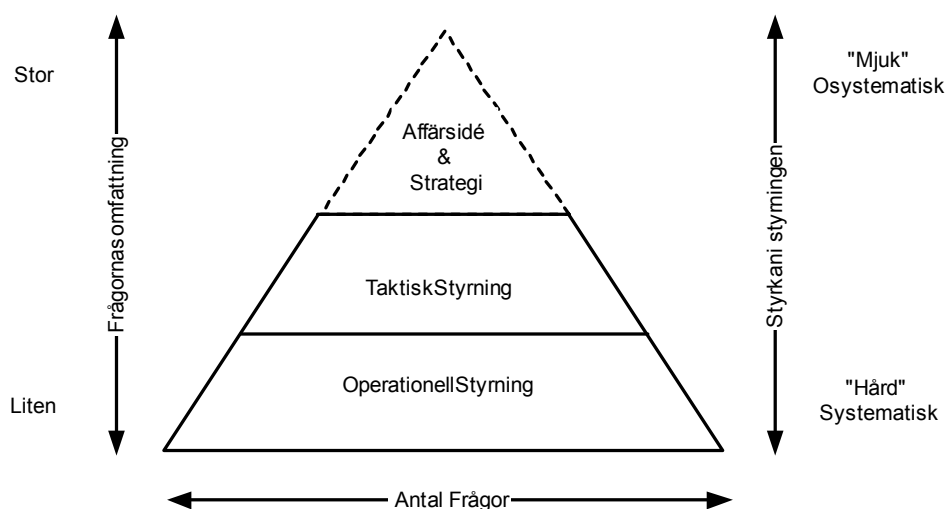 Stor
"Mjuk"
Osystematisk
Affärsidé
&
Strategi
Frågornasomfattning
Styrkani styrningen
TaktiskStyrning
OperationellStyrning
Liten
"Hård"
Systematisk
Antal Frågor